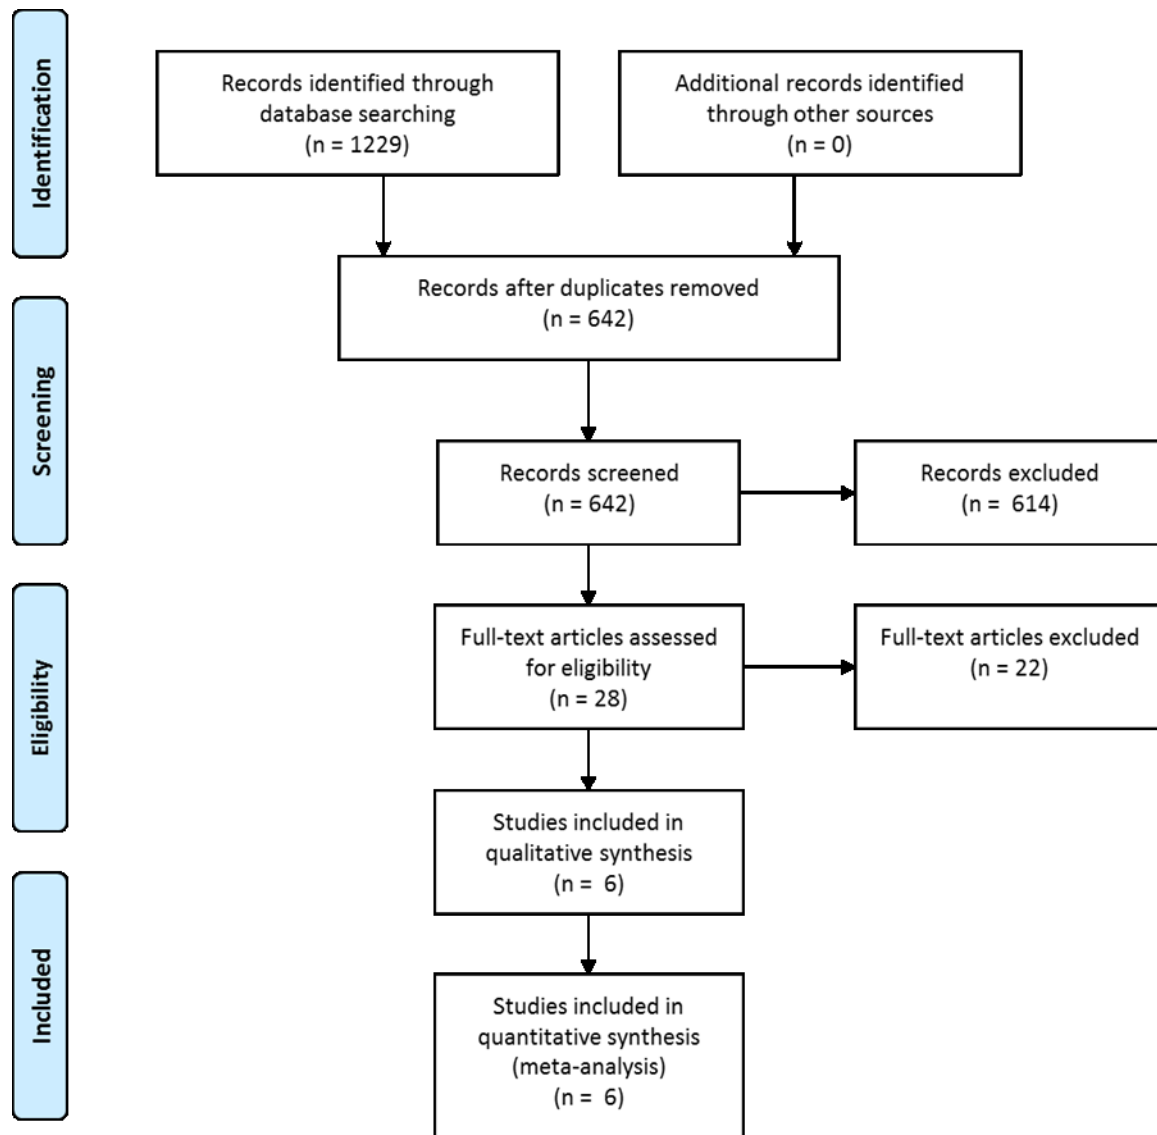 Identification
Records identified through
database searching
(n = 1229)
Additional records identified
through other sources
(n = 0)
Records after duplicates removed
(n = 642)
Screening
Records screened
(n = 642)
Records excluded
(n = 614)
Eligibility
Full-text articles assessed
for eligibility
(n = 28)
Full-text articles excluded
(n = 22)
Studies included in
qualitative synthesis
(n = 6)
Included
Studies included in
quantitative synthesis
(meta-analysis)
(n = 6)